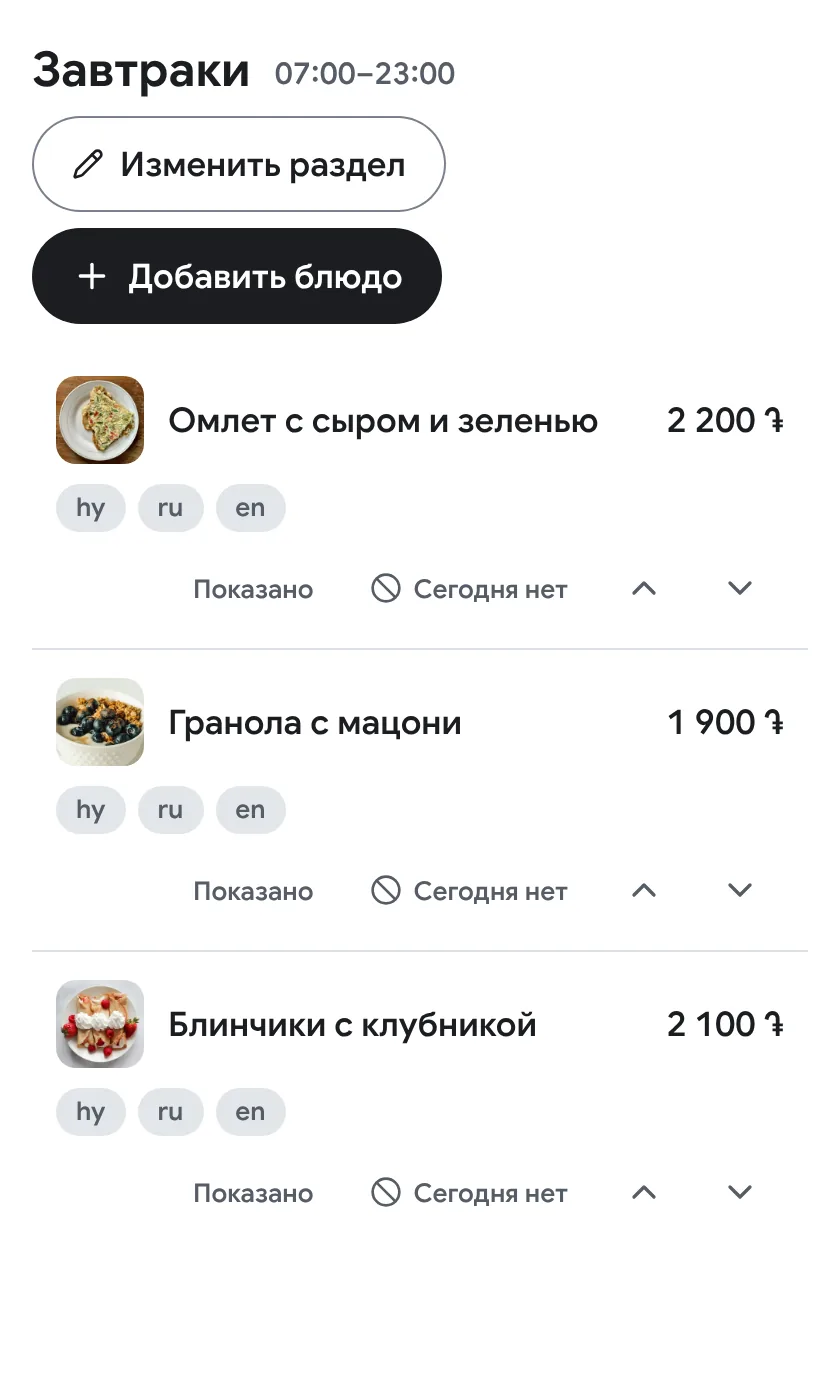 Завтраки 07:00–23:00
Изменить раздел
Добавить блюдо
Омлет с сыром и зеленью 2 200 ֏
hy ru en
Показано Сегодня нет
Гранола с мацони 1 900 ֏
hy ru en
Показано Сегодня нет
Блинчики с клубникой 2 100 ֏
hy ru en
Показано Сегодня нет